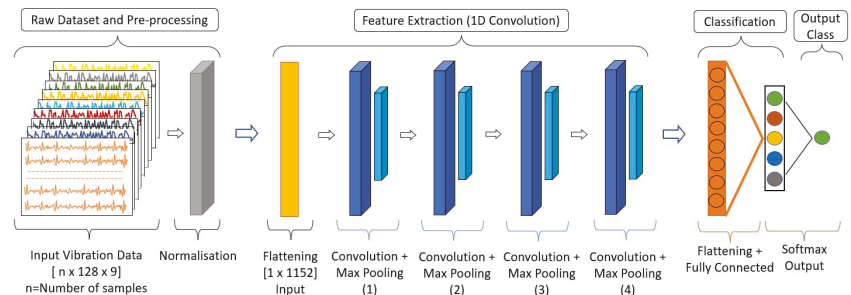 Raw Dataset and Pre-processing
Feature Extraction (1D Convolution)
Classification
Output
Class
Input Vibration Data
[ n x 128 x 9]
n=Number of samples
Normalisation
Flattening
[1 x 1152]
Input
Convolution +
Max Pooling
(1)
Convolution +
Max Pooling
(2)
Convolution +
Max Pooling
(3)
Convolution +
Max Pooling
(4)
Flattening +
Fully Connected
Softmax
Output